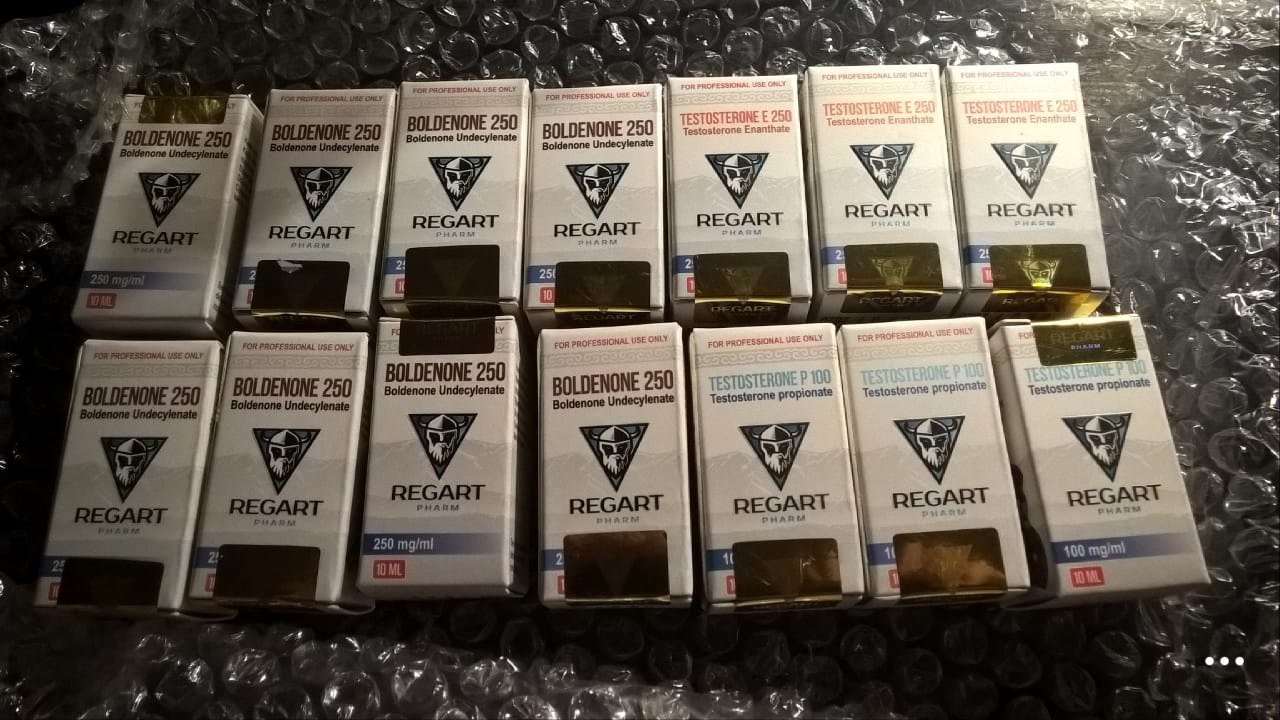 BOLDENONE 250
Boldenone Undecylenate
REGART
PHARM
250 mg/ml
10 ML
FOR PROFESSIONAL USE ONLY
BOLDENONE 250
Boldenone Undecylenate
REGART
PHARM
FOR PROFESSIONAL USE ONLY
BOLDENONE 250
Boldenone Undecylenate
REGART
PHARM
FOR PROFESSIONAL USE ONLY
BOLDENONE 250
Boldenone Undecylenate
REGART
PHARM
REGART
FOR PROFESSIONAL USE ONLY
TESTOSTERONE E 250
Testosterone Enanthate
REGART
PHARM
REGART
FOR PROFESSIONAL USE ONLY
TESTOSTERONE E 250
Testosterone Enanthate
REGART
PHARM
REGART
FOR PROFESSIONAL USE ONLY
TESTOSTERONE E 250
Testosterone Enanthate
REGART
PHARM
REGART
FOR PROFESSIONAL USE ONLY
BOLDENONE 250
Boldenone Undecylenate
REGART
PHARM
FOR PROFESSIONAL USE ONLY
BOLDENONE 250
Boldenone Undecylenate
REGART
PHARM
BOLDENONE 250
Boldenone Undecylenate
REGART
PHARM
250 mg/ml
10 ML
FOR PROFESSIONAL USE ONLY
BOLDENONE 250
Boldenone Undecylenate
REGART
PHARM
FOR PROFESSIONAL USE ONLY
TESTOSTERONE P 100
Testosterone propionate
REGART
PHARM
FOR PROFESSIONAL USE ONLY
TESTOSTERONE P 100
Testosterone propionate
REGART
PHARM
REGART
PHARM
TESTOSTERONE P 100
Testosterone propionate
REGART
PHARM
100 mg/ml
10 ML